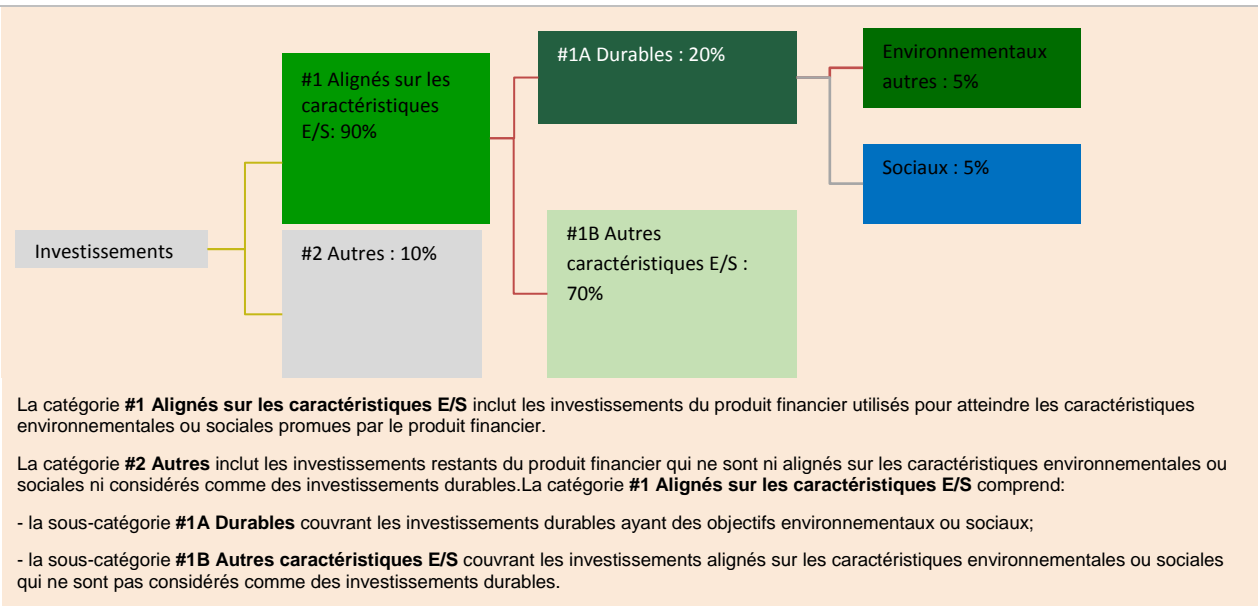 #1A Durables : 20%
Environnementaux
autres : 5%
#1 Alignés sur les
caractéristiques
E/S: 90%
Sociaux : 5%
#1B Autres
caractéristiques E/S :
70%
Investissements
#2 Autres : 10%
La catégorie #1 Alignés sur les caractéristiques E/S inclut les investissements du produit financier utilisés pour atteindre les caractéristiques
environnementales ou sociales promues par le produit financier.
La catégorie #2 Autres inclut les investissements restants du produit financier qui ne sont ni alignés sur les caractéristiques environnementales ou
sociales ni considérés comme des investissements durables.La catégorie #1 Alignés sur les caractéristiques E/S comprend:
- la sous-catégorie #1A Durables couvrant les investissements durables ayant des objectifs environnementaux ou sociaux;
- la sous-catégorie #1B Autres caractéristiques E/S couvrant les investissements alignés sur les caractéristiques environnementales ou sociales
qui ne sont pas considérés comme des investissements durables.